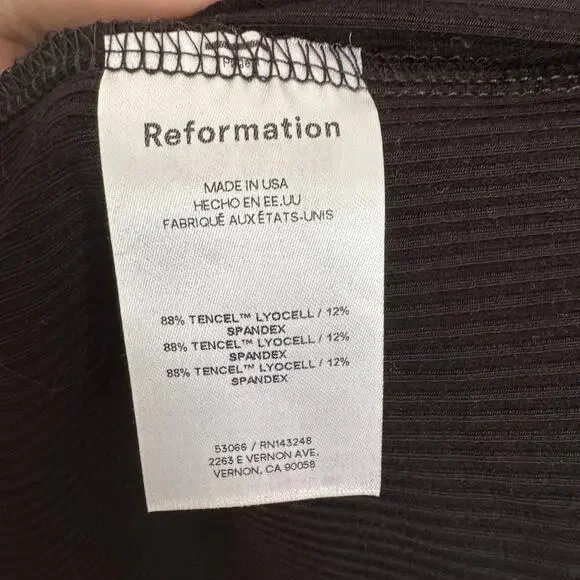 Reformation
MADE IN USA
HECHO EN EE.UU
FABRIQUÉ AUX ÉTATS-UNIS
88% TENCEL™ LYOCELL / 12%
SPANDEX
88% TENCEL™ LYOCELL / 12%
SPANDEX
88% TENCEL™ LYOCELL / 12%
SPANDEX
53066 / RN143248
2263 E VERNON AVE.
VERNON, CA 90058